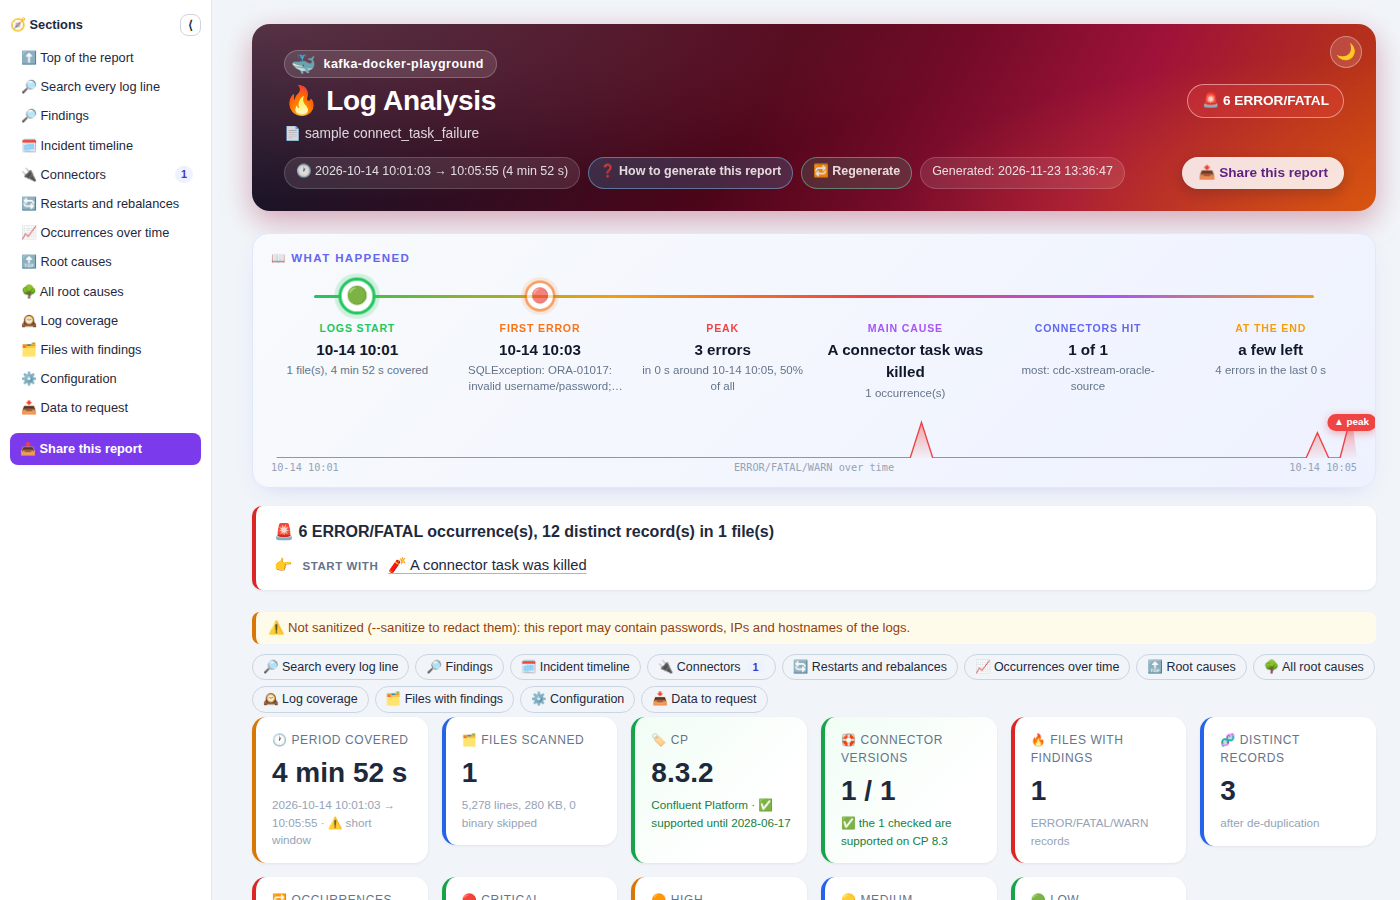 Sections
Top of the report
Search every log line
Findings
Incident timeline
Connectors 1
Restarts and rebalances
Occurrences over time
Root causes
All root causes
Log coverage
Files with findings
Configuration
Data to request
Share this report
kafka-docker-playground
Log Analysis
6 ERROR/FATAL
sample connect_task_failure
2026-10-14 10:01:03 → 10:05:55 (4 min 52 s)
How to generate this report
Regenerate
Generated: 2026-11-23 13:36:47
Share this report
WHAT HAPPENED
LOGS START
10-14 10:01
1 file(s), 4 min 52 s covered
FIRST ERROR
10-14 10:03
SQLException: ORA-01017:
invalid username/password;...
PEAK
3 errors
in 0 s around 10-14 10:05, 50%
of all
MAIN CAUSE
A connector task was
killed
1 occurrence(s)
CONNECTORS HIT
1 of 1
most: cdc-xstream-oracle-
source
AT THE END
a few left
4 errors in the last 0 s
▲ peak
10-14 10:01
ERROR/FATAL/WARN over time
10-14 10:05
6 ERROR/FATAL occurrence(s), 12 distinct record(s) in 1 file(s)
START WITH A connector task was killed
Not sanitized (--sanitize to redact them): this report may contain passwords, IPs and hostnames of the logs.
Search every log line
Findings
Incident timeline
Connectors 1
Restarts and rebalances
Occurrences over time
Root causes
All root causes
Log coverage
Files with findings
Configuration
Data to request
PERIOD COVERED
4 min 52 s
2026-10-14 10:01:03 →
10:05:55 · ⚠️ short
window
FILES SCANNED
1
5,278 lines, 280 KB, 0
binary skipped
CP
8.3.2
Confluent Platform · ✅
supported until 2028-06-17
CONNECTOR
VERSIONS
1 / 1
✅ the 1 checked are
supported on CP 8.3
FILES WITH
FINDINGS
1
ERROR/FATAL/WARN
records
DISTINCT
RECORDS
3
after de-duplication
OCCURRENCES
CRITICAL
HIGH
MEDIUM
LOW